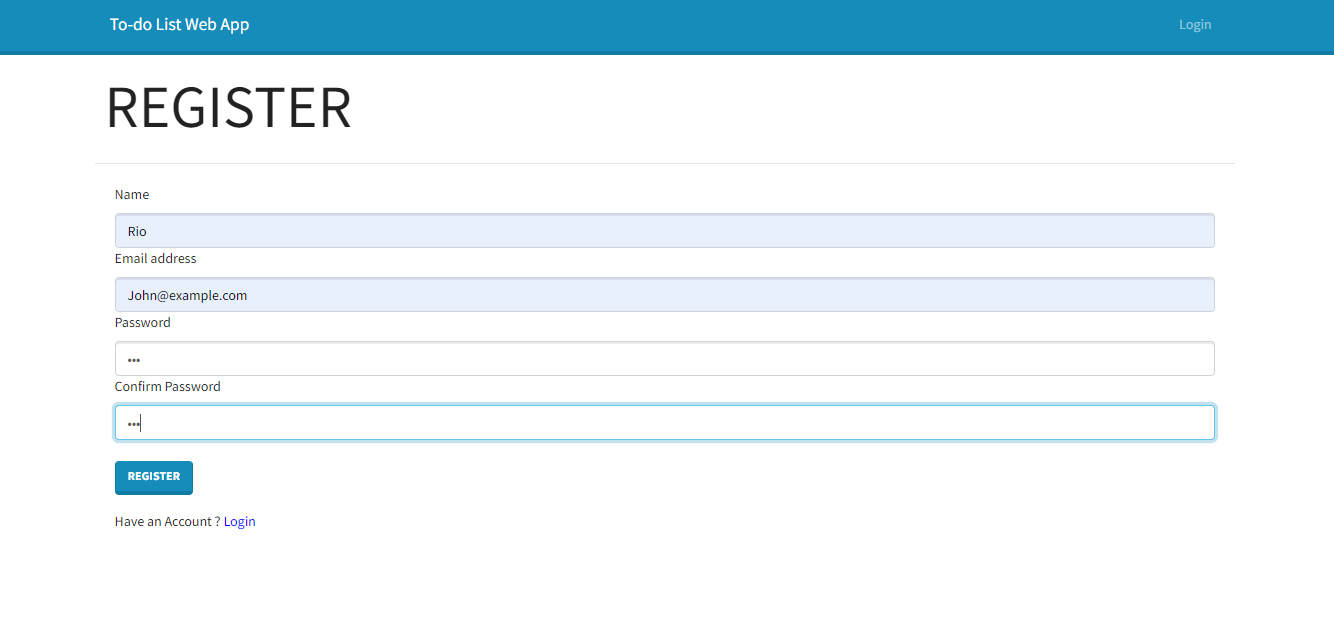 To-do List Web App Login
REGISTER
Name
Rio
Email address
John@example.com
Password
•••
Confirm Password
•••
REGISTER
Have an Account ? Login